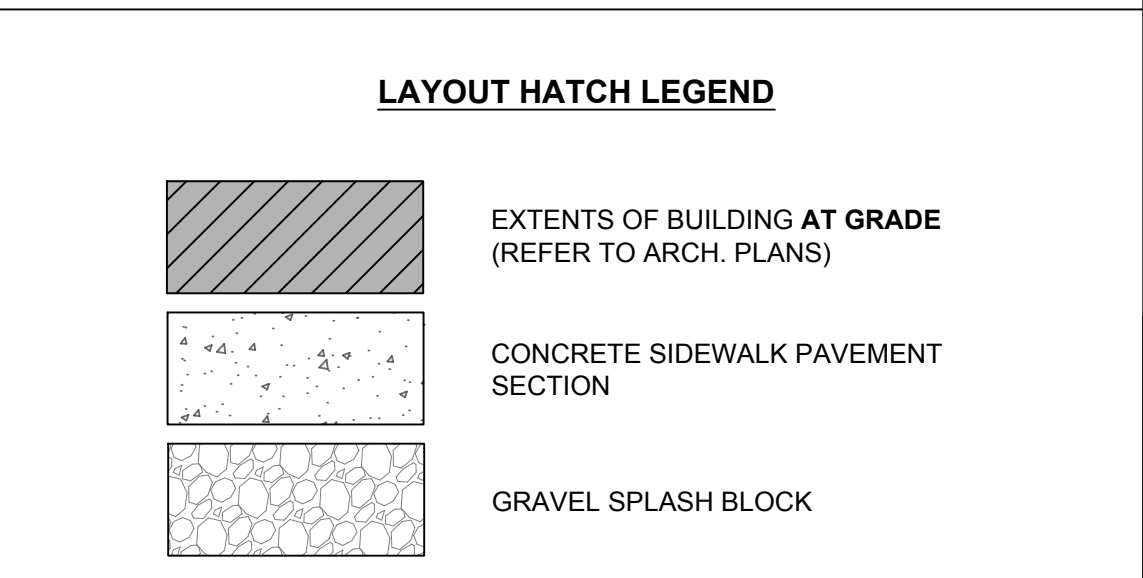 LAYOUT HATCH LEGEND
EXTENTS OF BUILDING AT GRADE
(REFER TO ARCH. PLANS)
CONCRETE SIDEWALK PAVEMENT
SECTION
GRAVEL SPLASH BLOCK